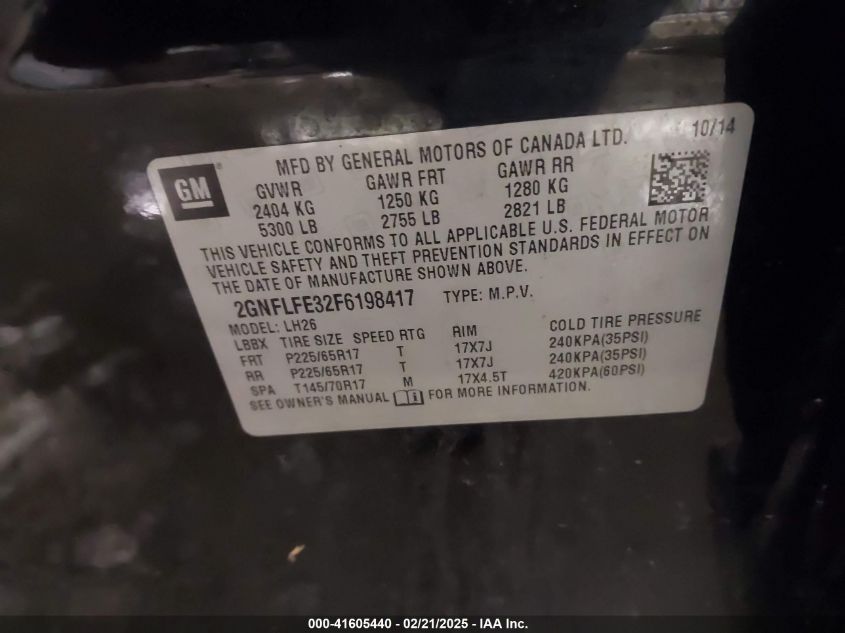 10/14
MFD BY GENERAL MOTORS OF CANADA LTD.
GM
GVWR GAWR FRT GAWR RR
2404 KG 1250 KG 1280 KG
5300 LB 2755 LB 2821 LB
THIS VEHICLE CONFORMS TO ALL APPLICABLE U.S. FEDERAL MOTOR
VEHICLE SAFETY AND THEFT PREVENTION STANDARDS IN EFFECT ON
THE DATE OF MANUFACTURE SHOWN ABOVE.
2GNFLFE32F6198417 TYPE: M.P.V.
MODEL: LH26
LBBX TIRE SIZE SPEED RTG RIM COLD TIRE PRESSURE
FRT P225/65R17 T 17X7J 240KPA(35PSI)
RR P225/65R17 T 17X7J 240KPA(35PSI)
SPA T145/70R17 M 17X4.5T 420KPA(60PSI)
SEE OWNER'S MANUAL FOR MORE INFORMATION.
000-41605440 - 02/21/2025 - IAA Inc.